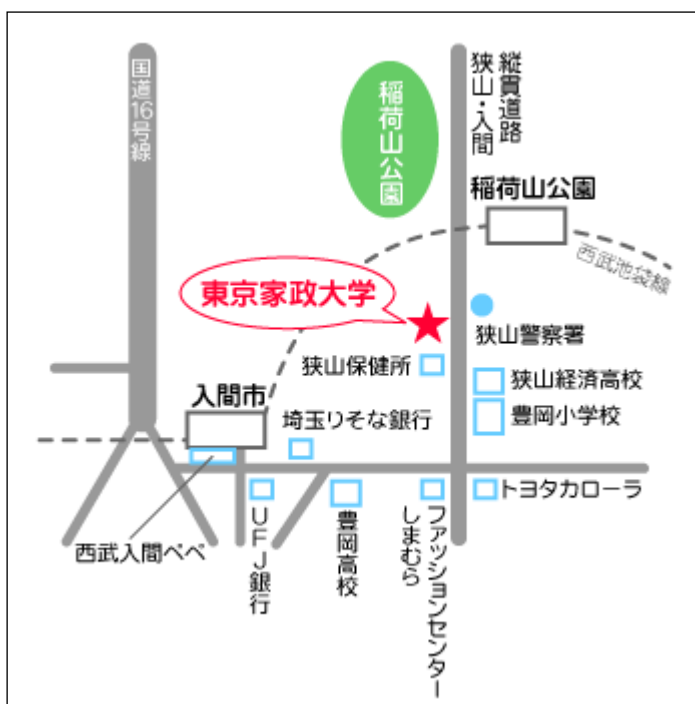 国道16号線
稲荷山公園
縦貫道路
狭山・入間
稲荷山公園
西武池袋線
東京家政大学
狭山警察署
狭山保健所
狭山経済高校
豊岡小学校
入間市
埼玉りそな銀行
トヨタカローラ
西武入間ペペ
UFJ銀行
豊岡高校
ファッションセンター
しまむら